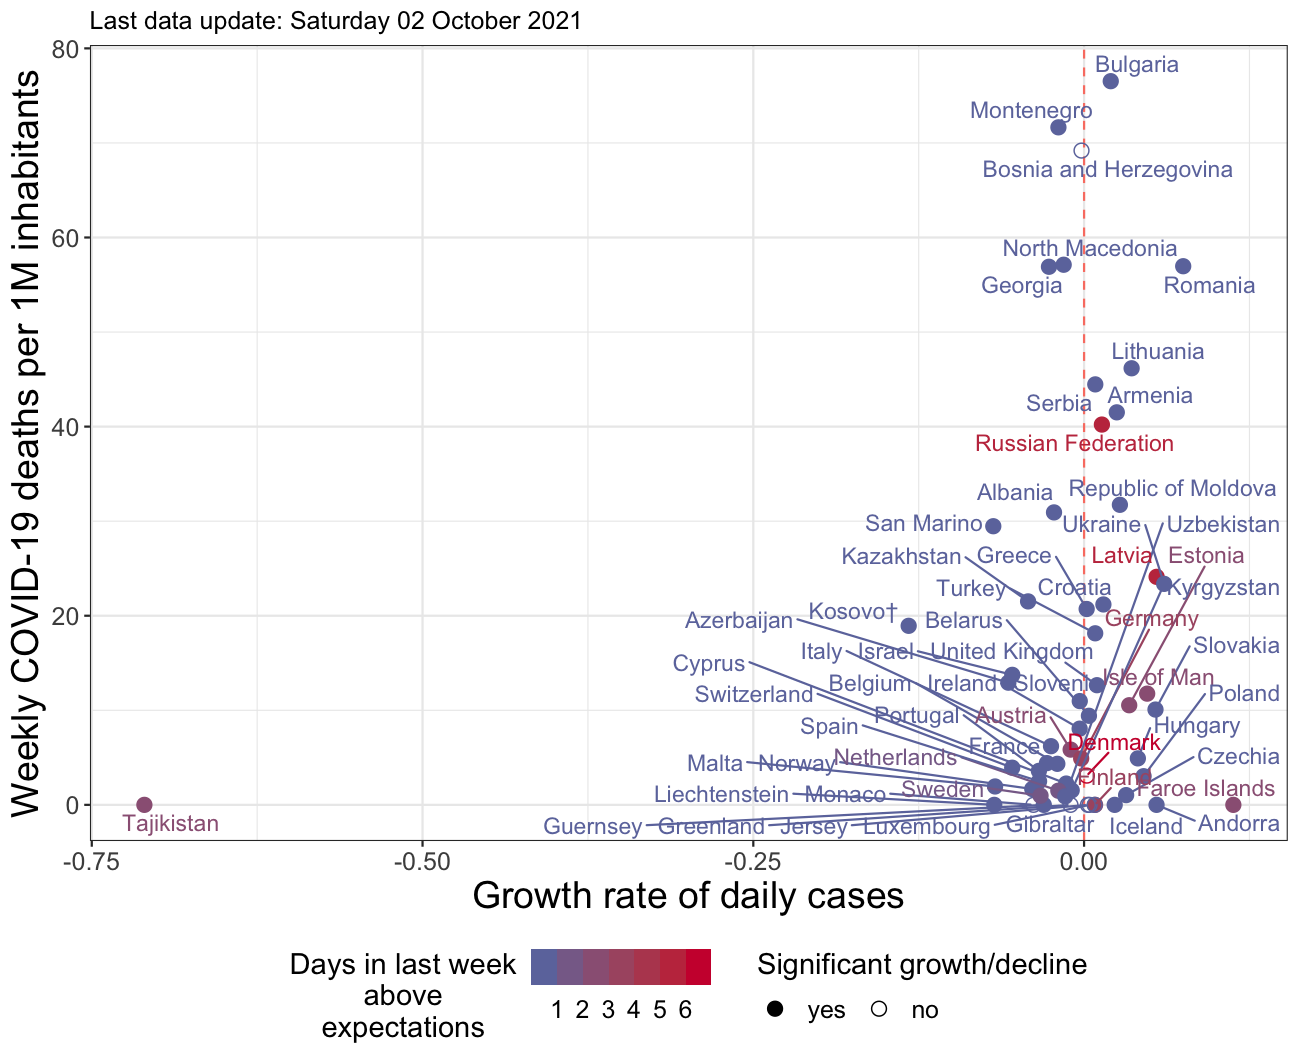 Last data update: Saturday 02 October 2021
Weekly COVID-19 deaths per 1M inhabitants
80
60
40
20
0
Bulgaria
Montenegro
Bosnia and Herzegovina
North Macedonia
Georgia
Romania
Lithuania
Serbia
Armenia
Russian Federation
Albania
Republic of Moldova
San Marino
Ukraine
Uzbekistan
Kazakhstan
Greece
Latvia
Estonia
Turkey
Croatia
Kyrgyzstan
Azerbaijan
Kosovo†
Belarus
Germany
Italy
Israel
United Kingdom
Slovakia
Cyprus
Belgium
Ireland
Isle of Man
Switzerland
Poland
Portugal
Austria
Spain
Hungary
France
Denmark
Malta
Norway
Netherlands
Czechia
Finland
Liechtenstein
Monaco
Sweden
Faroe Islands
Tajikistan
Guernsey
Greenland
Jersey
Luxembourg
Gibraltar
Iceland
Andorra
-0.75
-0.50
-0.25
0.00
Growth rate of daily cases
Days in last week
above
expectations
1 2 3 4 5 6
Significant growth/decline
yes
no